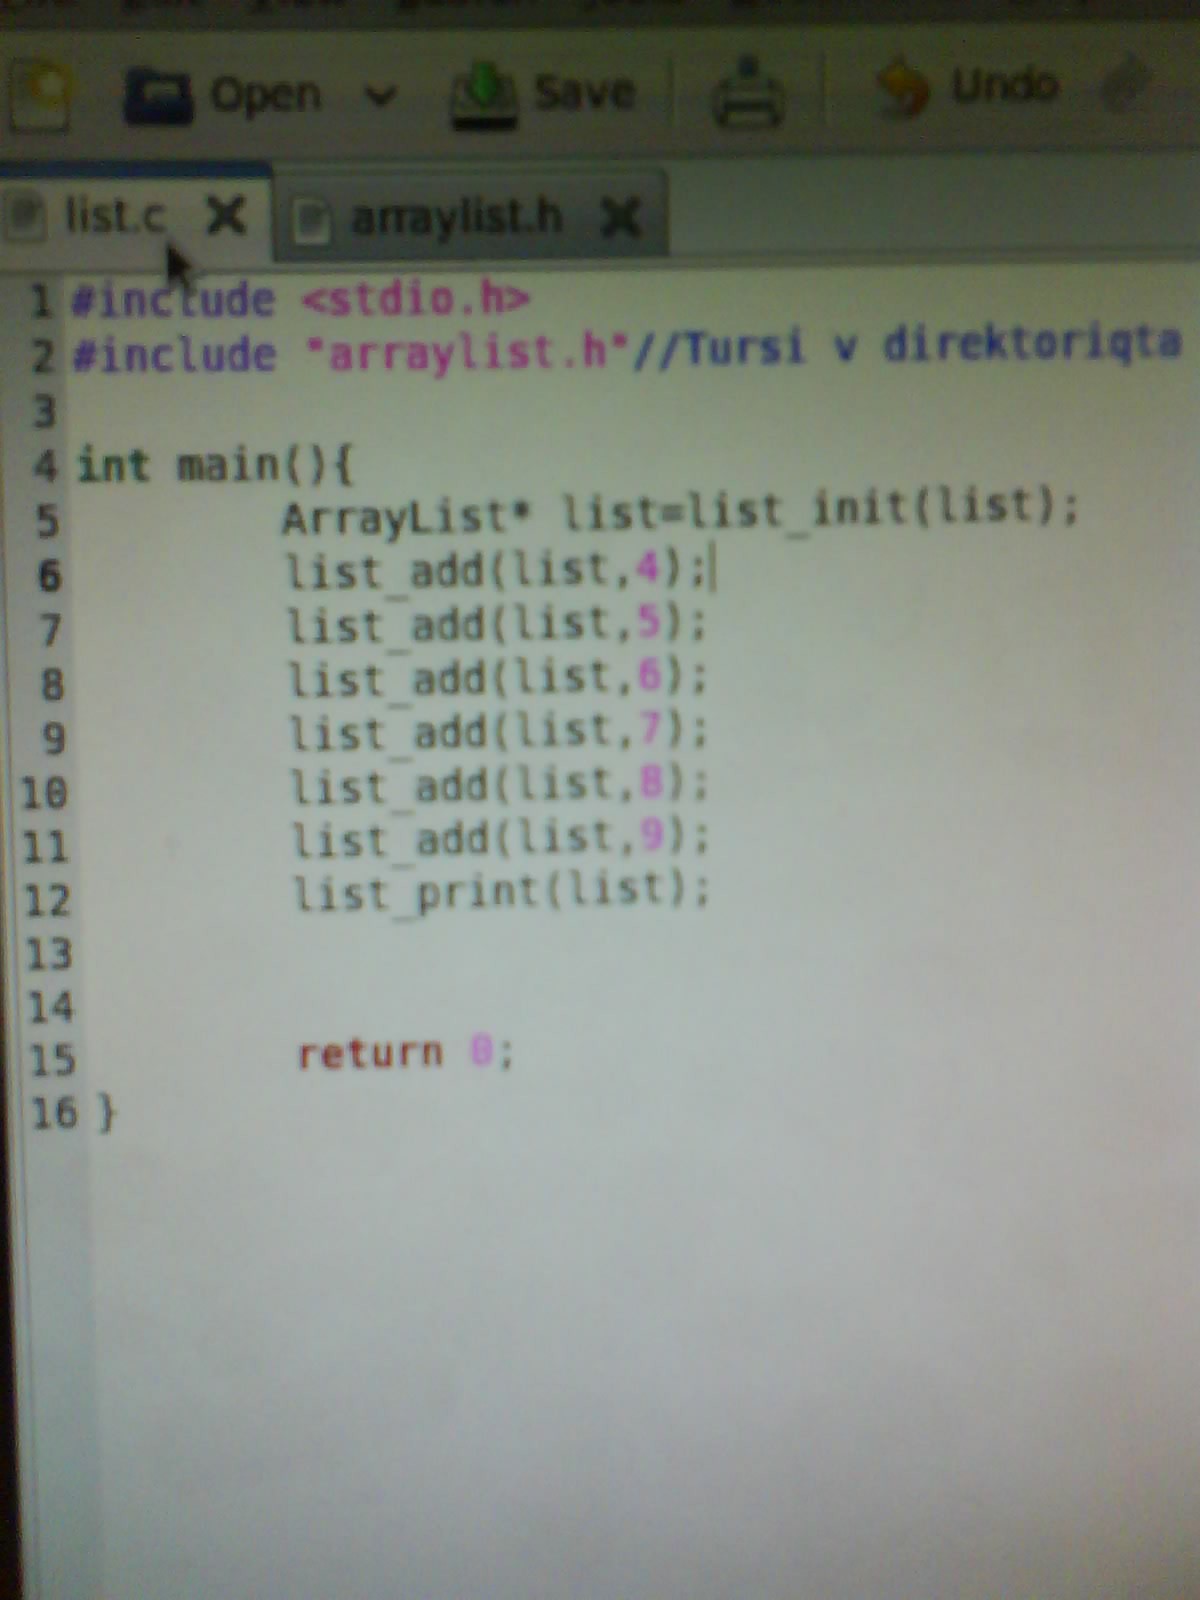 Open Save Undo
list.c arraylist.h
1 #include <stdio.h>
2 #include "arraylist.h"//Tursi v direktoriqta
3
4 int main(){
5 ArrayList* list=list_init(list);
6 list_add(list,4);
7 list_add(list,5);
8 list_add(list,6);
9 list_add(list,7);
10 list_add(list,8);
11 list_add(list,9);
12 list_print(list);
13
14
15 return 0;
16 }